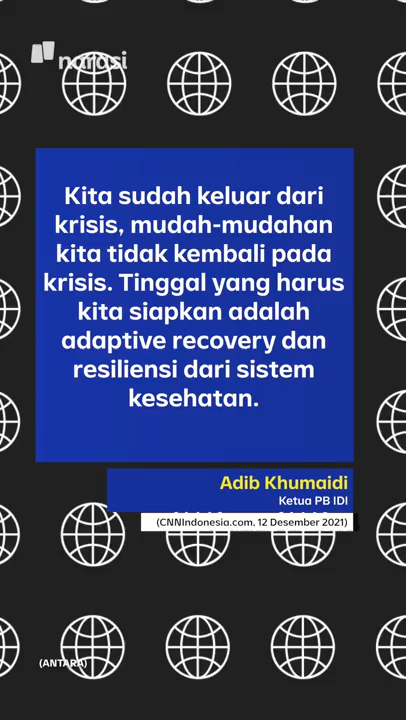 narasi
Kita sudah keluar dari
krisis, mudah-mudahan
kita tidak kembali pada
krisis. Tinggal yang harus
kita siapkan adalah
adaptive recovery dan
resiliensi dari sistem
kesehatan.
Adib Khumaidi
Ketua PB IDI
(CNNIndonesia.com, 12 Desember 2021)
(ANTARA)